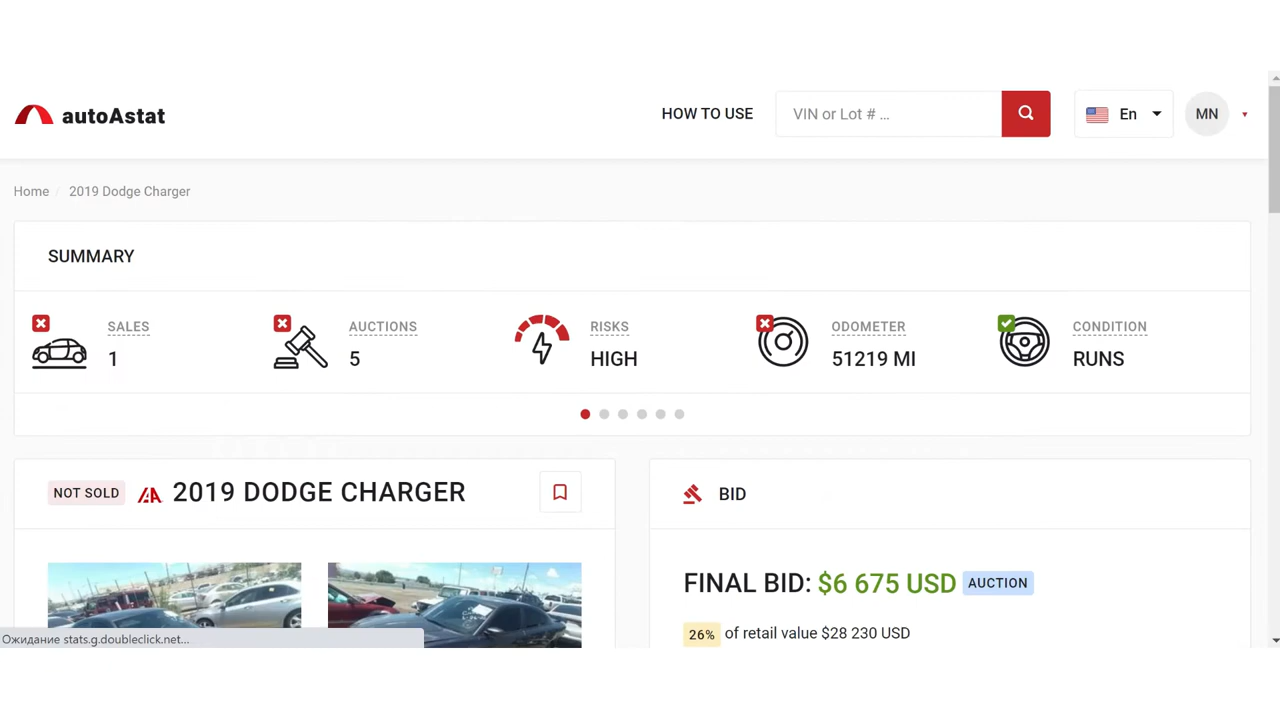 autoAstat
HOW TO USE
VIN or Lot # ...
En
MN
Home / 2019 Dodge Charger
SUMMARY
SALES
1
AUCTIONS
5
RISKS
HIGH
ODOMETER
51219 MI
CONDITION
RUNS
NOT SOLD
2019 DODGE CHARGER
BID
FINAL BID: $6 675 USD AUCTION
26% of retail value $28 230 USD
Ожидание stats.g.doubleclick.net...